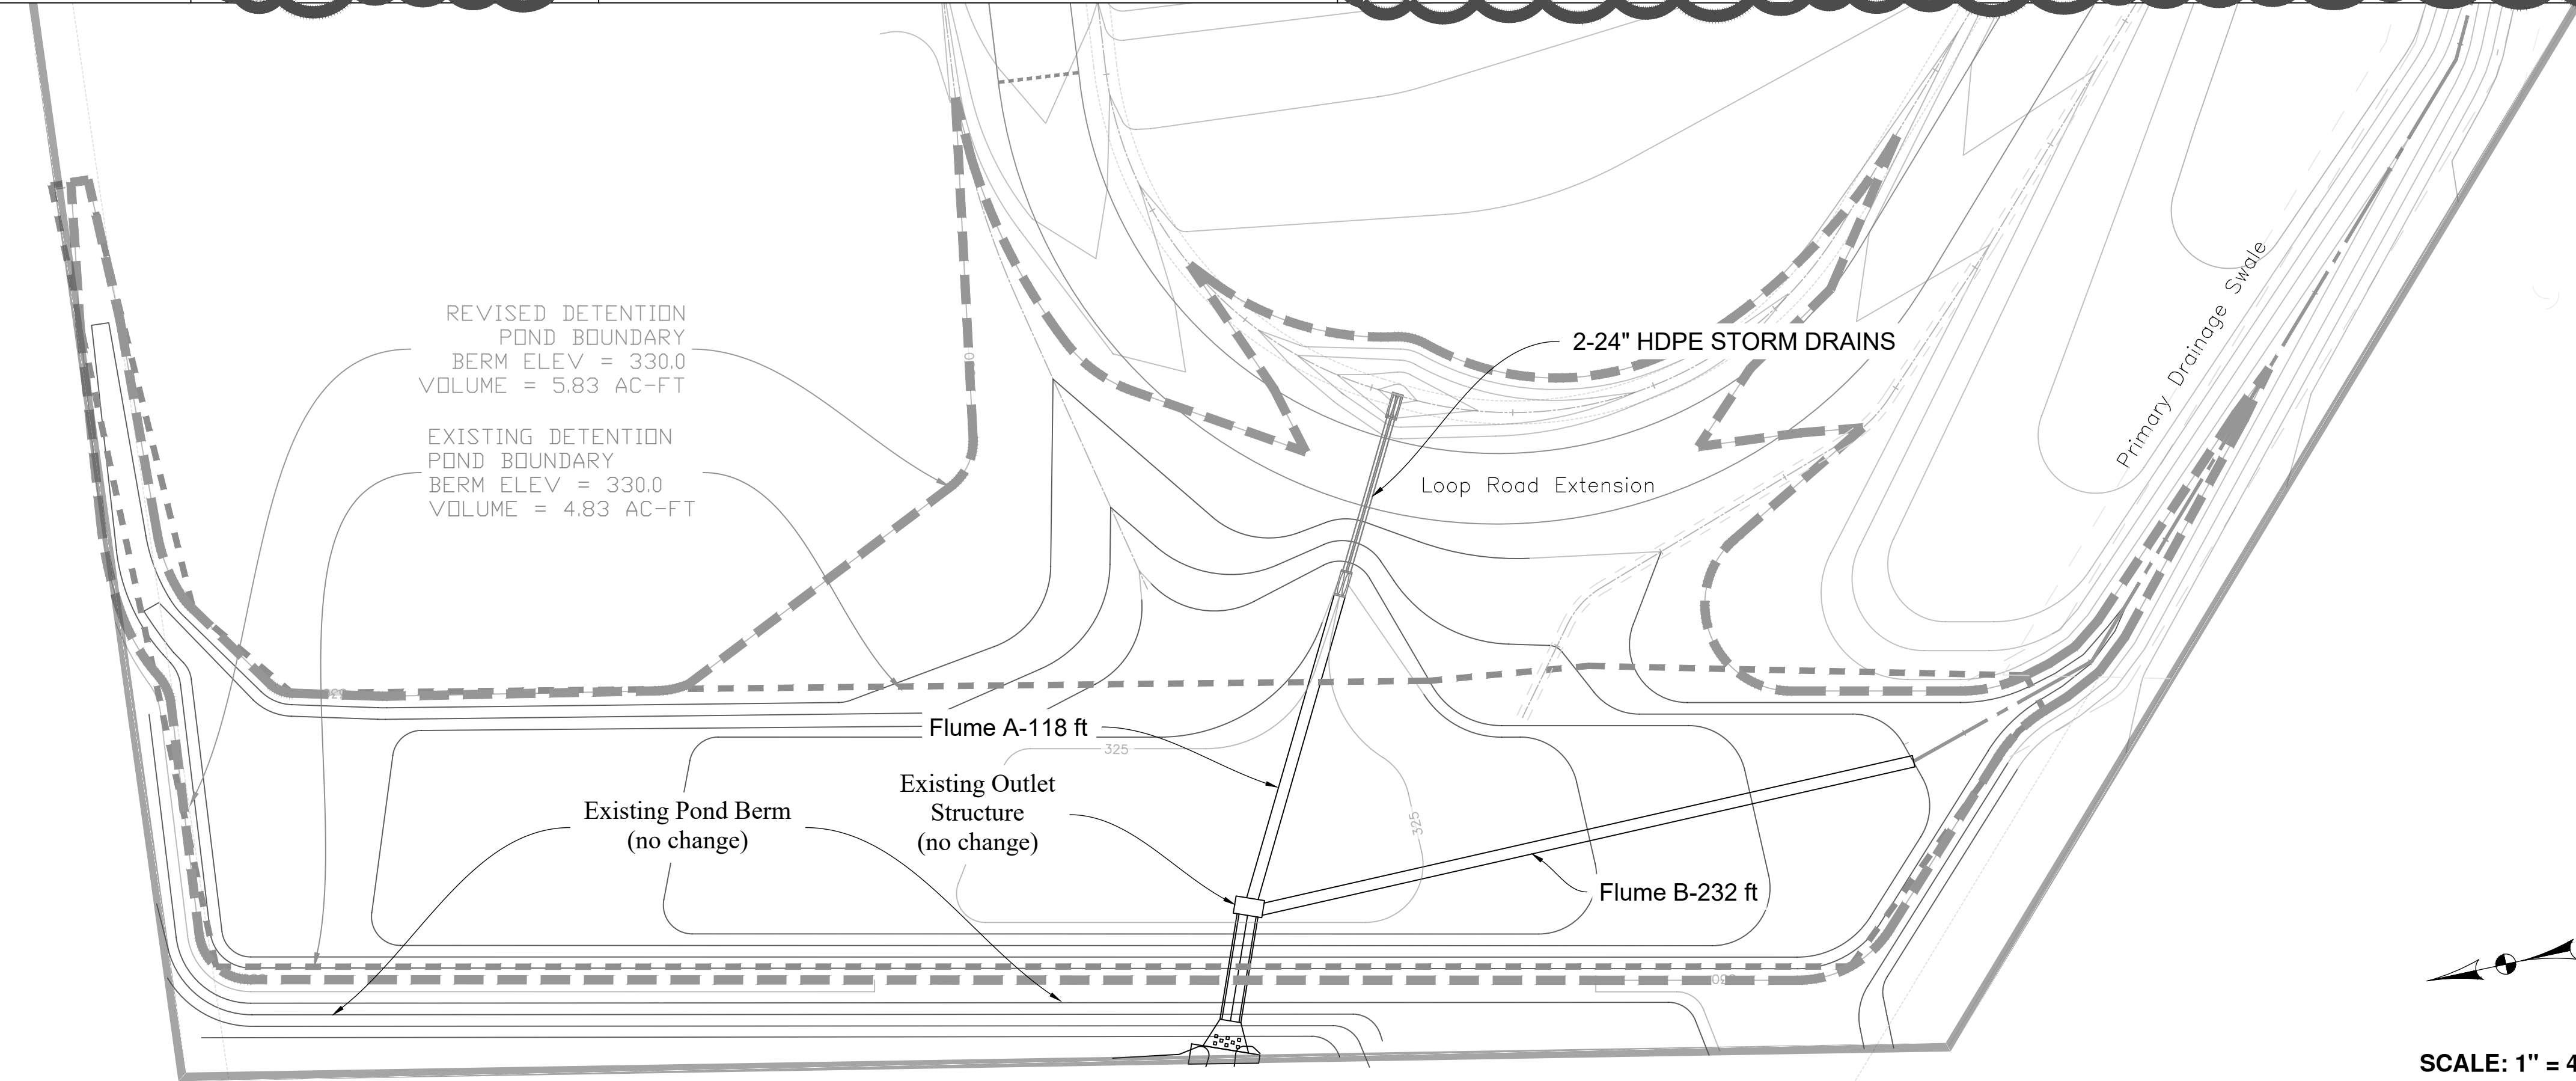 REVISED DETENTION
POND BOUNDARY
BERM ELEV = 330.0
VOLUME = 5.83 AC-FT
EXISTING DETENTION
POND BOUNDARY
BERM ELEV = 330.0
VOLUME = 4.83 AC-FT
2-24" HDPE STORM DRAINS
Loop Road Extension
Primary Drainage Swale
Flume A-118 ft
325
Existing Outlet
Structure
(no change)
Existing Pond Berm
(no change)
325
Flume B-232 ft
SCALE: 1" = 4